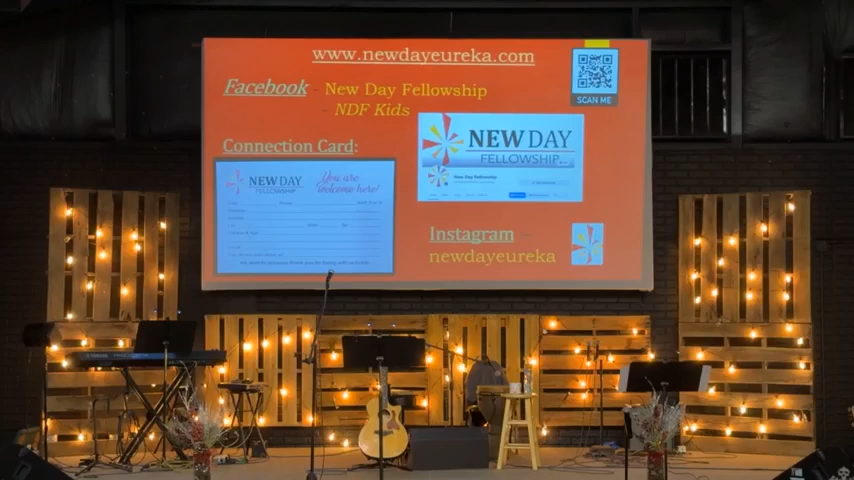 www.newdayeureka.com
Facebook - New Day Fellowship
- NDF Kids
SCAN ME
Connection Card:
NEW DAY
FELLOWSHIP
You are
welcome here!
NEW DAY
FELLOWSHIP
New Day Fellowship
Instagram -
newdayeureka